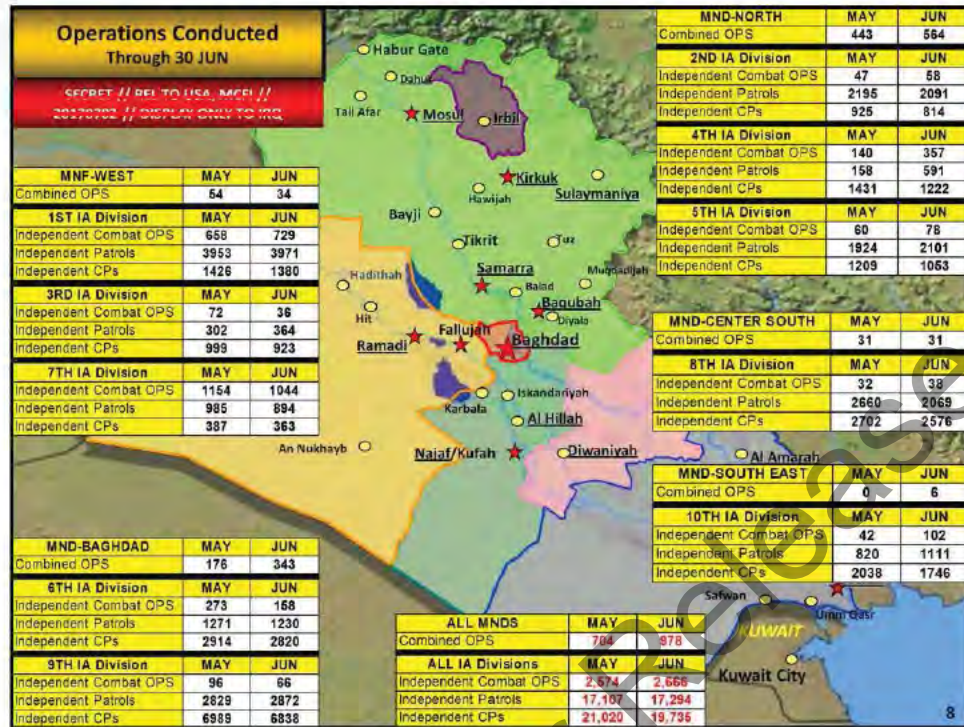 Operations Conducted
Through 30 JUN
SECRET // REL TO USA, MCFI //
20170702 // DISPLAY ONLY TO IRQ
MNF-WEST MAY JUN
Combined OPS 54 34
1ST IA Division MAY JUN
Independent Combat OPS 658 729
Independent Patrols 3953 3971
Independent CPs 1426 1380
3RD IA Division MAY JUN
Independent Combat OPS 72 36
Independent Patrols 302 364
Independent CPs 999 923
7TH IA Division MAY JUN
Independent Combat OPS 1154 1044
Independent Patrols 985 894
Independent CPs 387 363
MND-BAGHDAD MAY JUN
Combined OPS 176 343
6TH IA Division MAY JUN
Independent Combat OPS 273 158
Independent Patrols 1271 1230
Independent CPs 2914 2820
9TH IA Division MAY JUN
Independent Combat OPS 96 66
Independent Patrols 2829 2872
Independent CPs 6989 6838
Habur Gate
Dahuk
Tall Afar
Mosul
Irbil
Kirkuk
Hawijah
Sulaymaniya
Bayji
Tikrit
Tuz
Samarra
Balad
Muqdadijah
Hadithah
Baqubah
Diyala
Hit
Fallujah
Ramadi
Baghdad
Karbala
Iskandariyah
Al Hillah
An Nukhayb
Najaf/Kufah
Diwaniyah
Al Amarah
Safwan
Umm Qasr
KUWAIT
Kuwait City
MND-NORTH MAY JUN
Combined OPS 443 564
2ND IA Division MAY JUN
Independent Combat OPS 47 58
Independent Patrols 2195 2091
Independent CPs 925 814
4TH IA Division MAY JUN
Independent Combat OPS 140 357
Independent Patrols 158 591
Independent CPs 1431 1222
5TH IA Division MAY JUN
Independent Combat OPS 60 78
Independent Patrols 1924 2101
Independent CPs 1209 1053
MND-CENTER SOUTH MAY JUN
Combined OPS 31 31
8TH IA Division MAY JUN
Independent Combat OPS 32 38
Independent Patrols 2660 2069
Independent CPs 2702 2576
MND-SOUTH EAST MAY JUN
Combined OPS 0 6
10TH IA Division MAY JUN
Independent Combat OPS 42 102
Independent Patrols 820 1111
Independent CPs 2038 1746
ALL MNDS MAY JUN
Combined OPS 704 978
ALL IA Divisions MAY JUN
Independent Combat OPS 2,574 2,666
Independent Patrols 17,107 17,294
Independent CPs 21,020 19,735
8
Release